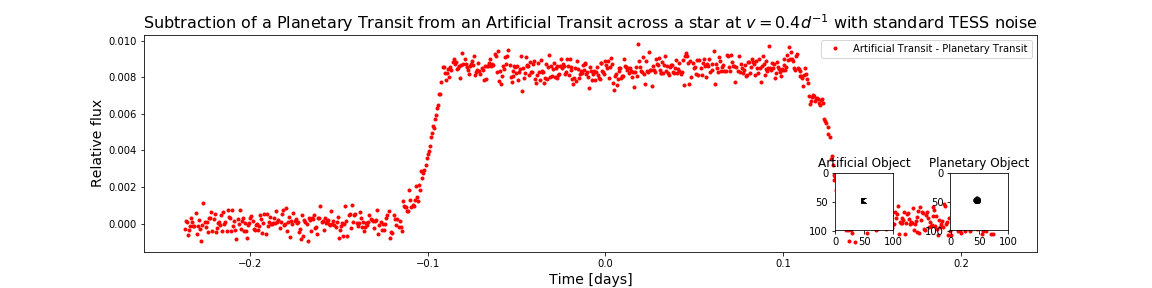 Subtraction of a Planetary Transit from an Artificial Transit across a star at v = 0.4d⁻¹ with standard TESS noise
Artificial Transit - Planetary Transit
Relative flux
0.010
0.008
0.006
0.004
0.002
0.000
Artificial Object
0
50
100
0 50 100
Planetary Object
0
50
100
0 50 100
−0.2 −0.1 0.0 0.1 0.2
Time [days]